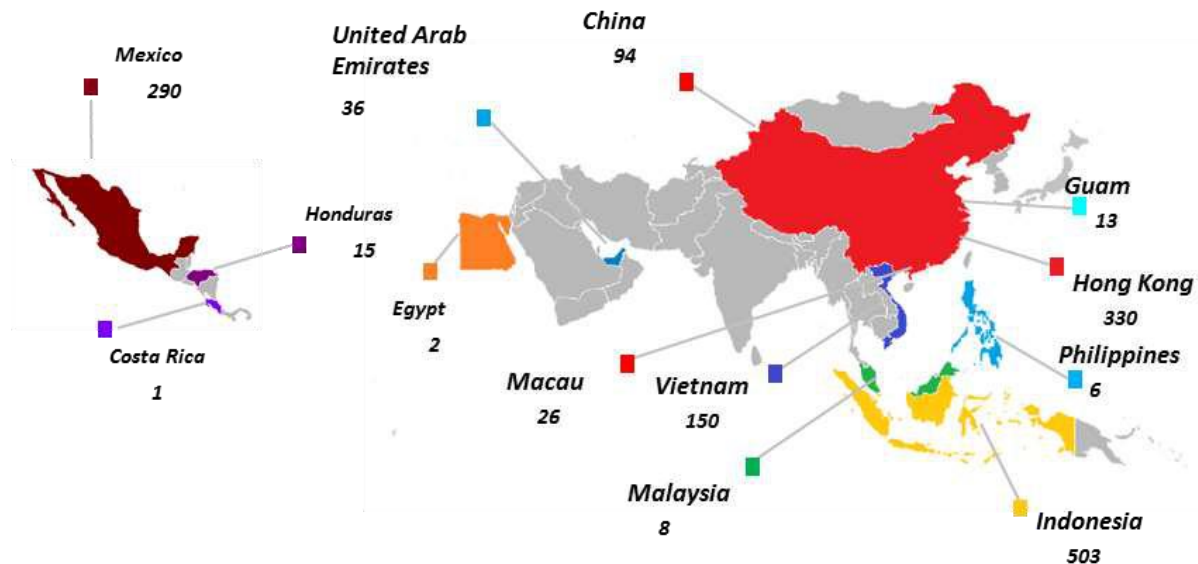 Mexico
290
United Arab
Emirates
36
China
94
Honduras
15
Costa Rica
1
Egypt
2
Guam
13
Hong Kong
330
Philippines
6
Macau
26
Vietnam
150
Malaysia
8
Indonesia
503